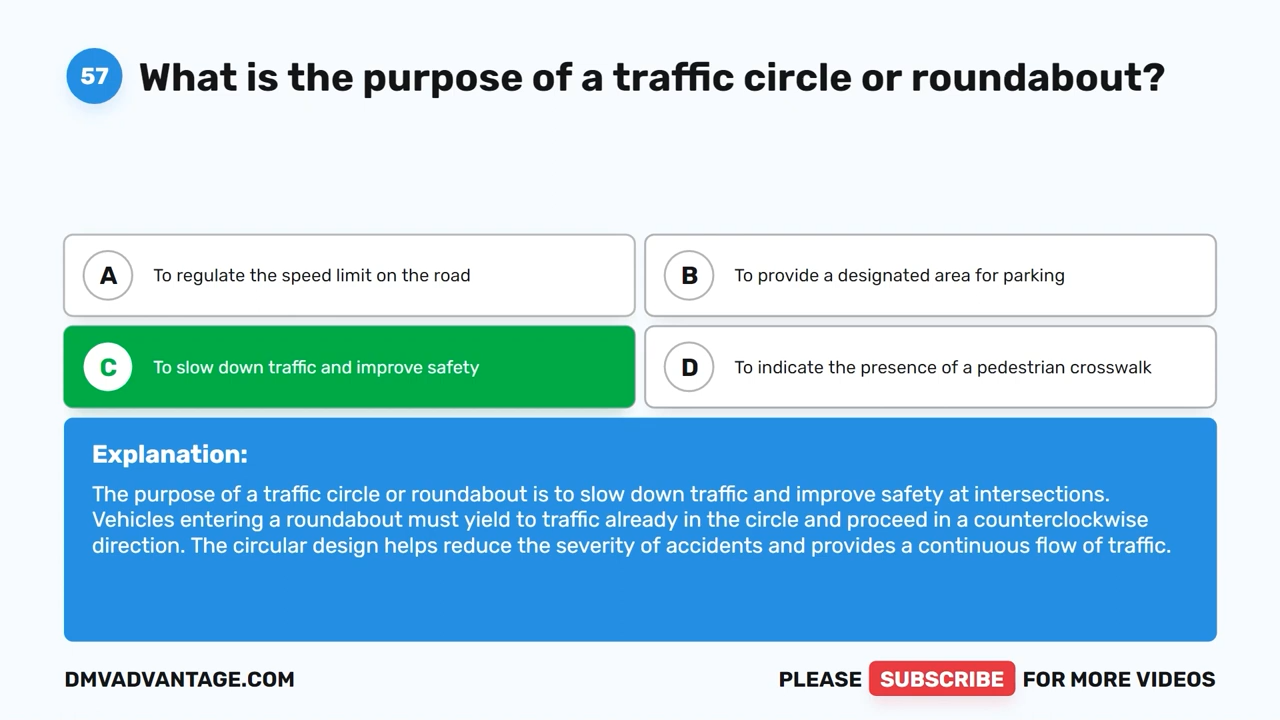 57 What is the purpose of a traffic circle or roundabout?
A To regulate the speed limit on the road
B To provide a designated area for parking
C To slow down traffic and improve safety
D To indicate the presence of a pedestrian crosswalk
Explanation:
The purpose of a traffic circle or roundabout is to slow down traffic and improve safety at intersections.
Vehicles entering a roundabout must yield to traffic already in the circle and proceed in a counterclockwise
direction. The circular design helps reduce the severity of accidents and provides a continuous flow of traffic.
DMVADVANTAGE.COM
PLEASE SUBSCRIBE FOR MORE VIDEOS